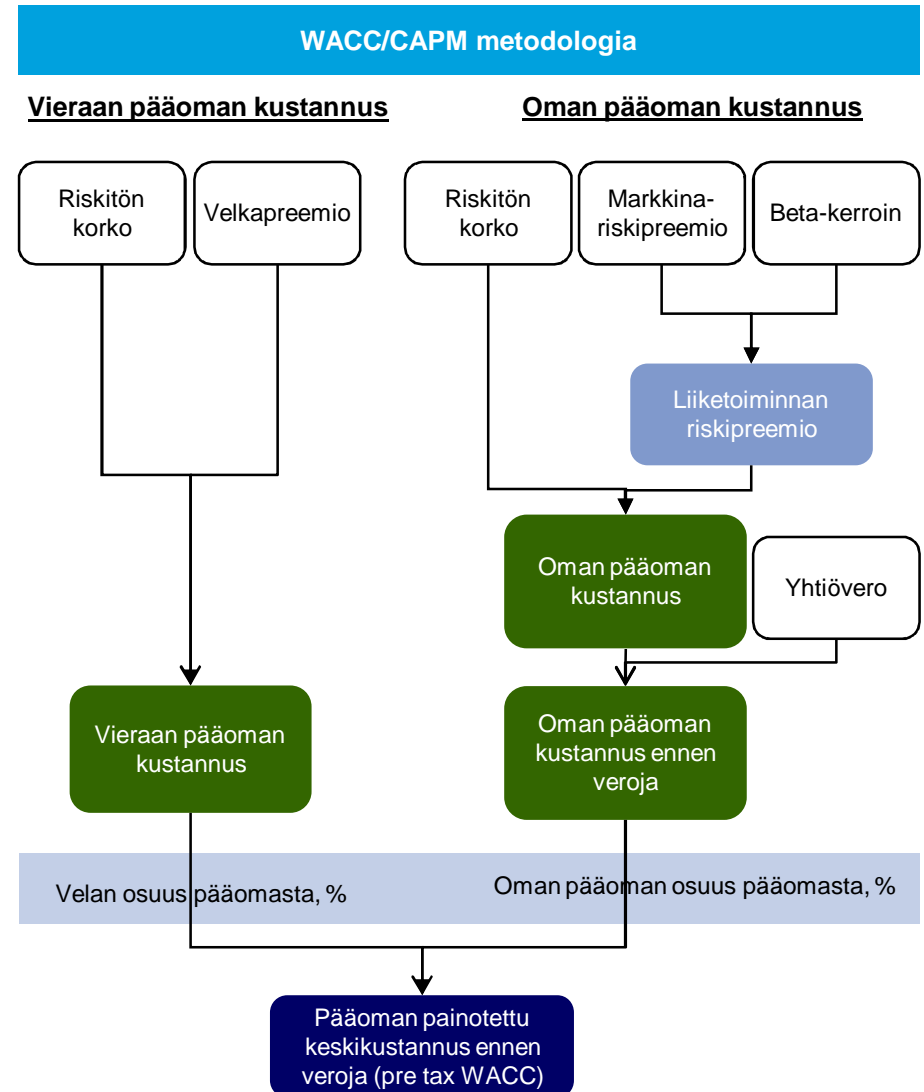 WACC/CAPM metodologia
Vieraan pääoman kustannus
Oman pääoman kustannus
Riskitön
korko
Velkapreemio
Riskitön
korko
Markkina-
riskipreemio
Beta-kerroin
Liiketoiminnan
riskipreemio
Oman pääoman
kustannus
Yhtiövero
Vieraan pääoman
kustannus
Oman pääoman
kustannus ennen
veroja
Velan osuus pääomasta, %
Oman pääoman osuus pääomasta, %
Pääoman painotettu
keskikustannus ennen
veroja (pre tax WACC)